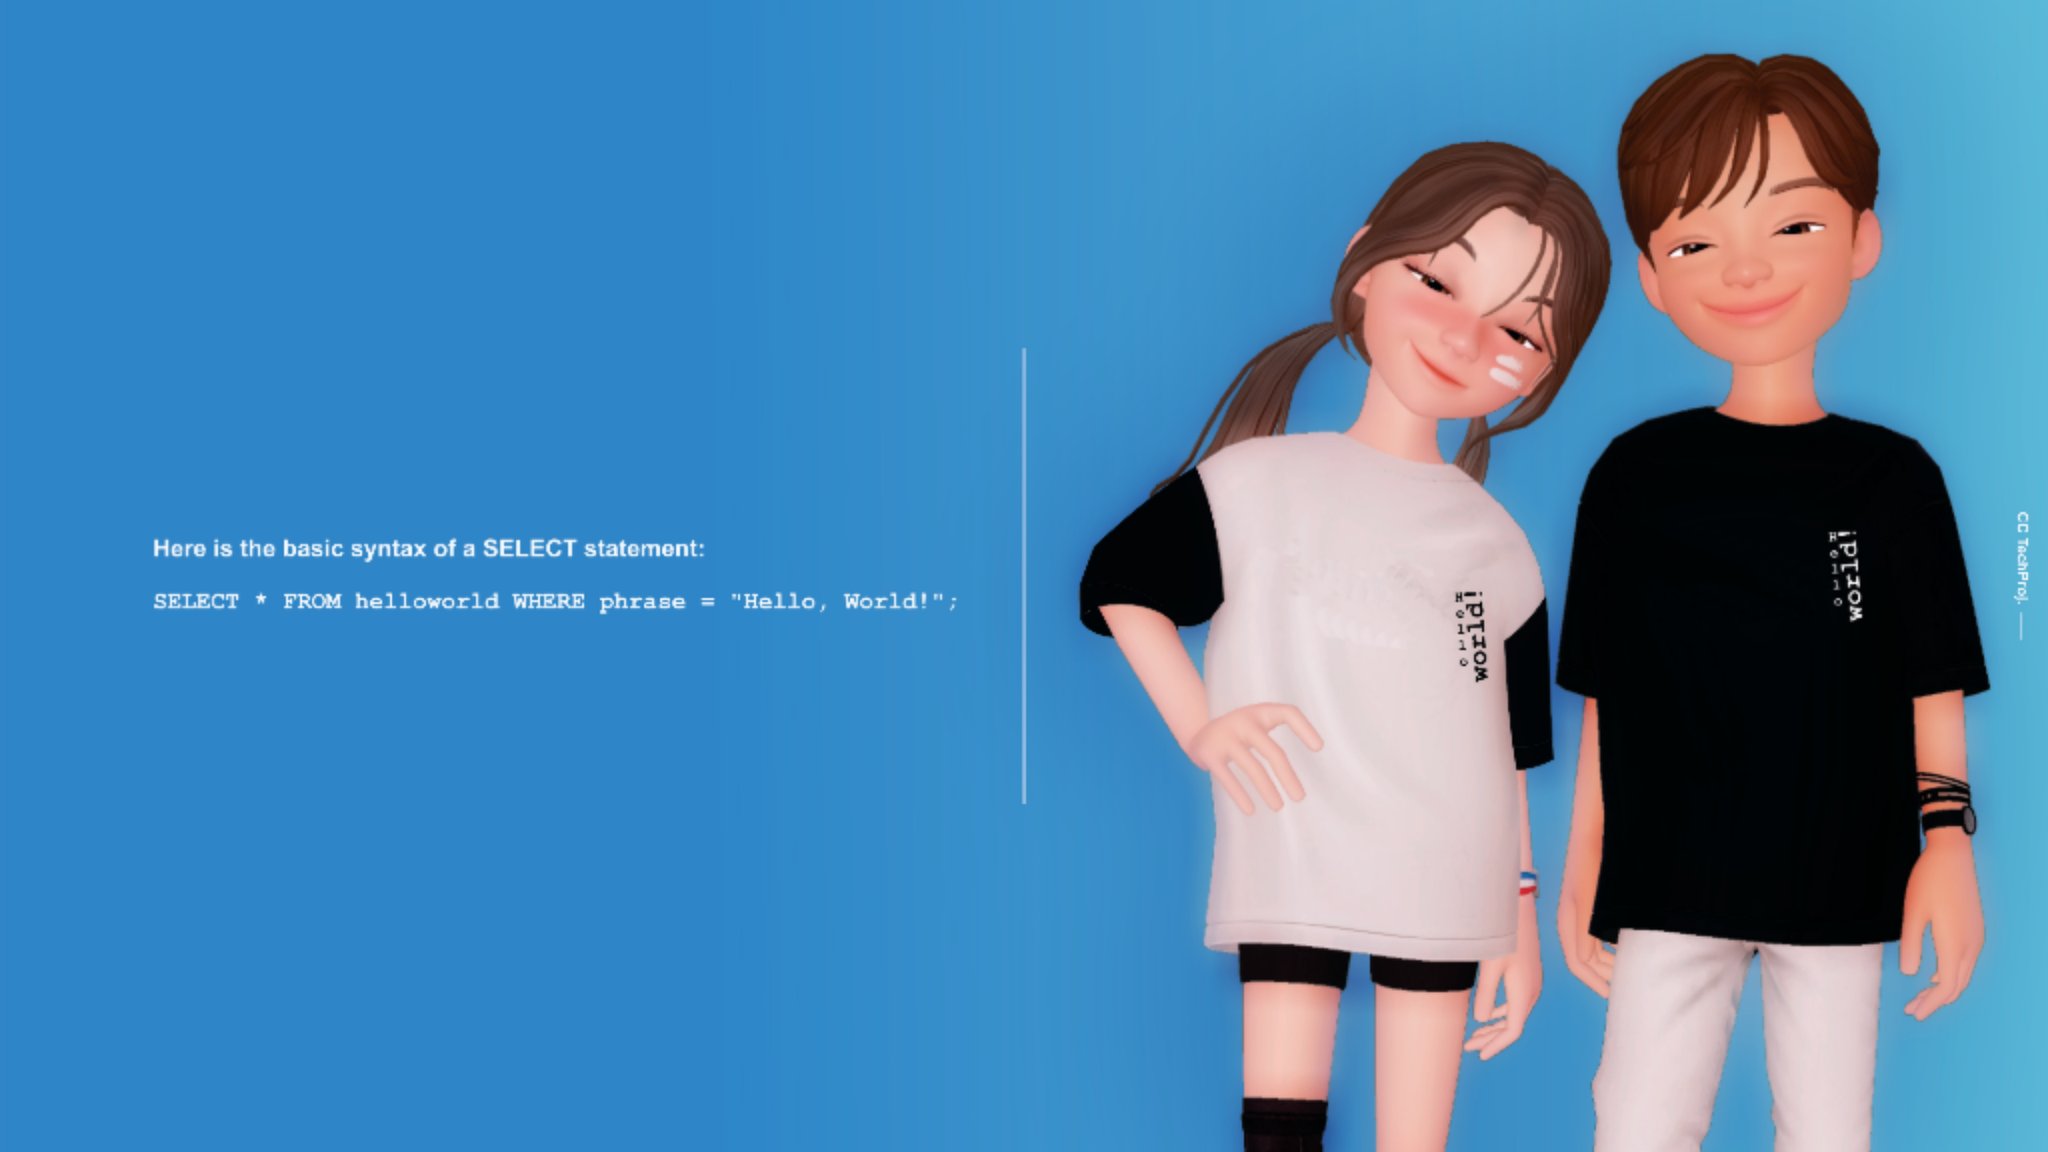 Here is the basic syntax of a SELECT statement:
SELECT * FROM helloworld WHERE phrase = "Hello, World!";
Hello
world!
Hello
world!
CC TechProj.